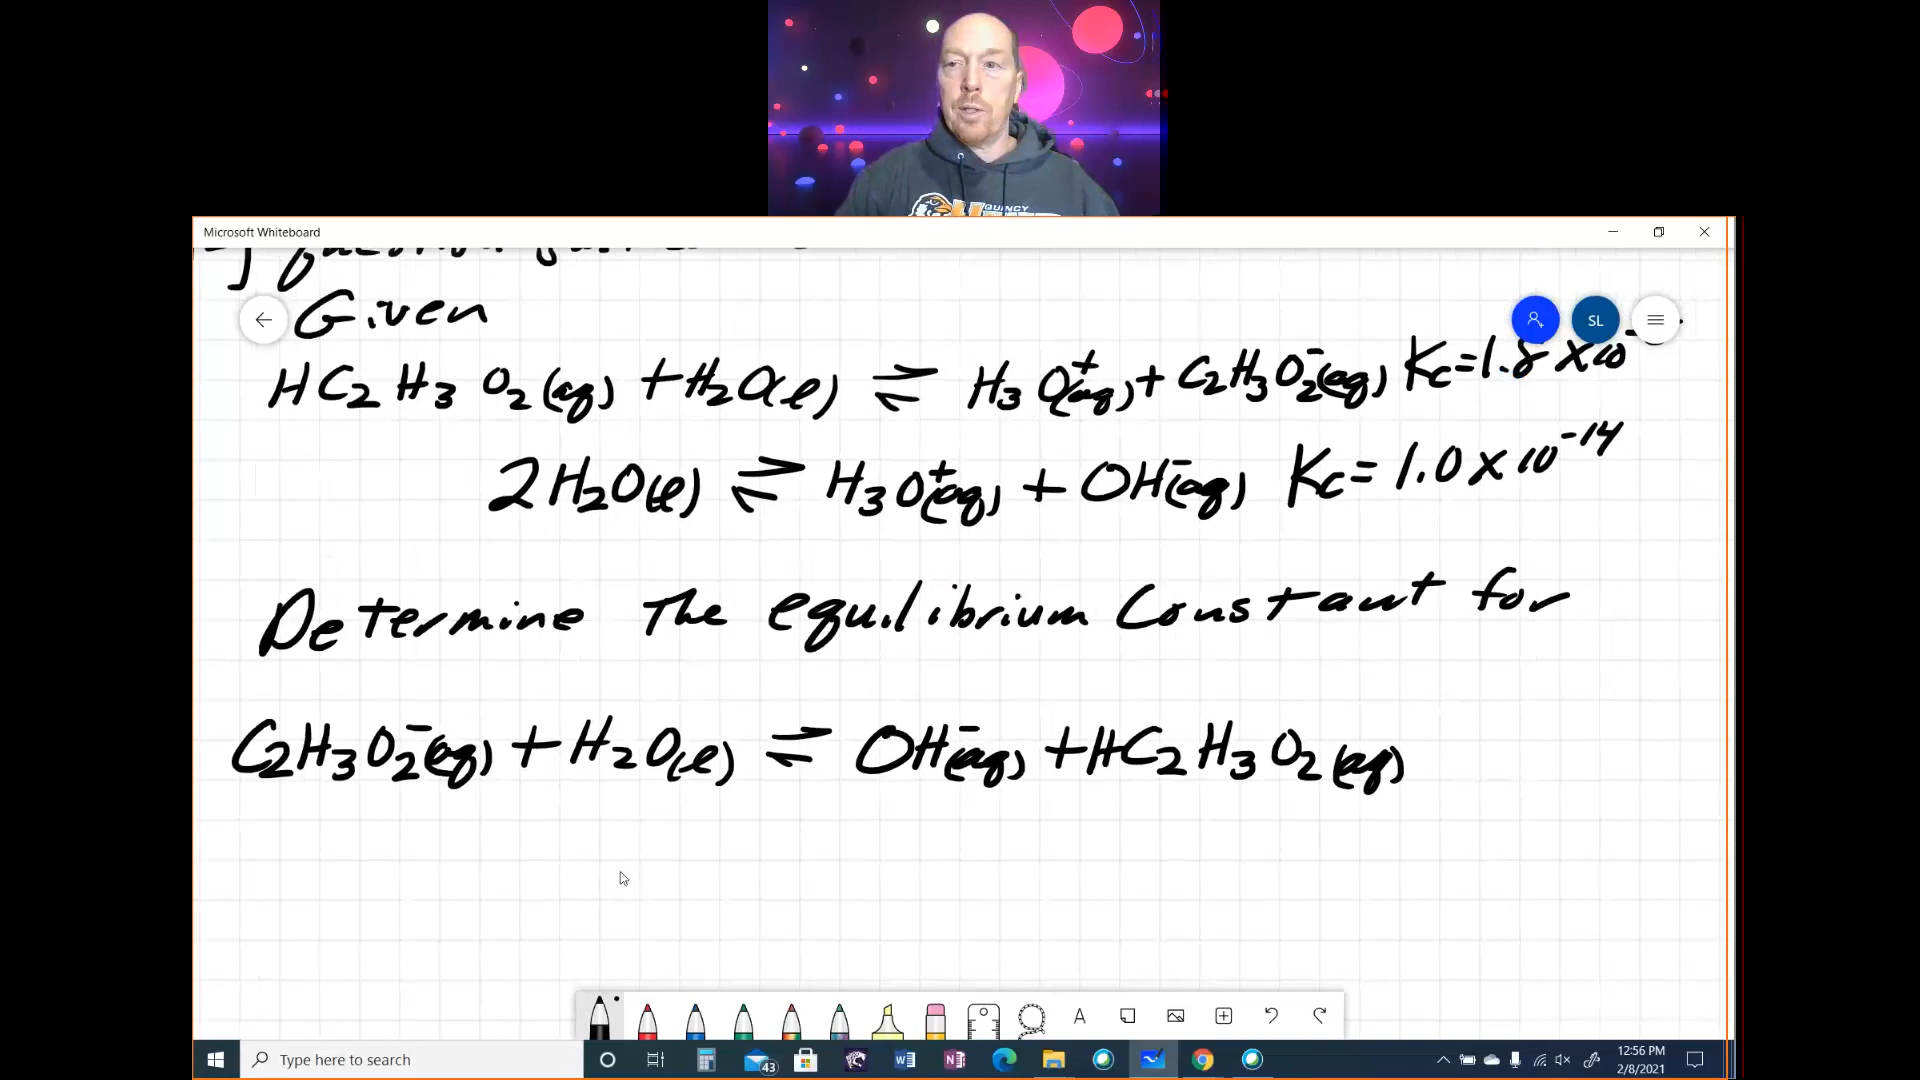 QUINCY
Microsoft Whiteboard
Given
SL
HC₂H₃O₂(aq) + H₂O(l) ⇌ H₃O⁺(aq) + C₂H₃O₂⁻(aq) Kc = 1.8 x 10⁻
2H₂O(l) ⇌ H₃O⁺(aq) + OH⁻(aq) Kc = 1.0 x 10⁻¹⁴
Determine The equilibrium Constant for
C₂H₃O₂⁻(aq) + H₂O(l) ⇌ OH⁻(aq) + HC₂H₃O₂(aq)
A
Type here to search
43
12:56 PM
2/8/2021